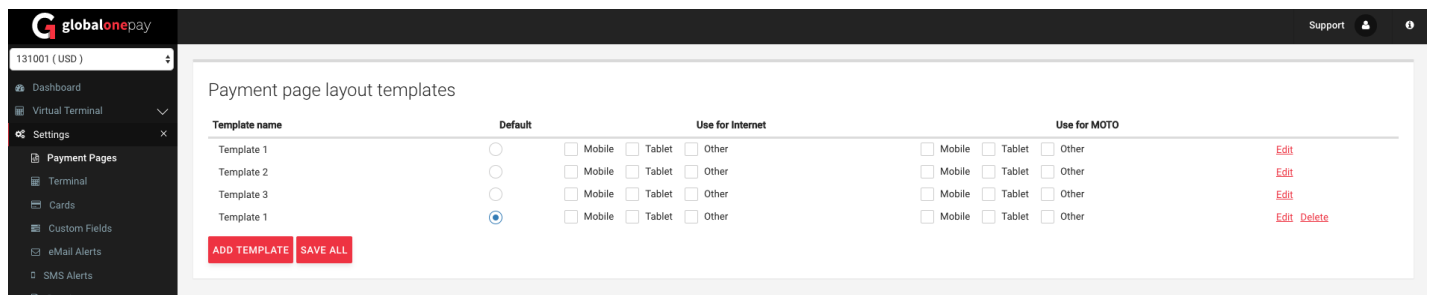 globalonepay
Support
131001 ( USD )
Dashboard
Virtual Terminal
Settings
Payment Pages
Terminal
Cards
Custom Fields
eMail Alerts
SMS Alerts
Payment page layout templates
Template name Default Use for Internet Use for MOTO
Template 1 Mobile Tablet Other Mobile Tablet Other Edit
Template 2 Mobile Tablet Other Mobile Tablet Other Edit
Template 3 Mobile Tablet Other Mobile Tablet Other Edit
Template 1 Mobile Tablet Other Mobile Tablet Other Edit Delete
ADD TEMPLATE SAVE ALL